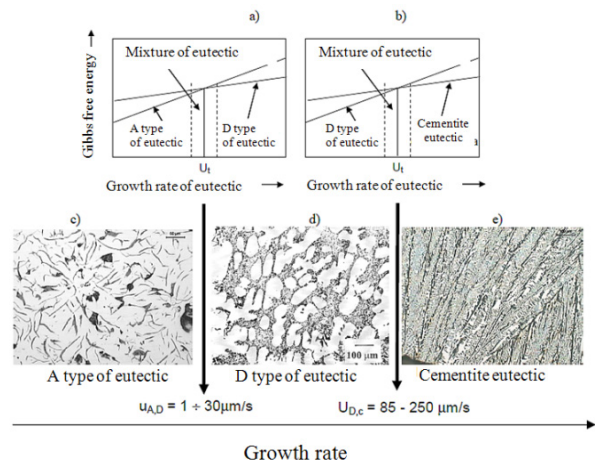 a)
b)
Gibbs free energy
Mixture of eutectic
Mixture of eutectic
A type
of eutectic
D type
of eutectic
D type
of eutectic
Cementite
eutectic
Ut
Ut
Growth rate of eutectic
Growth rate of eutectic
c)
d)
e)
100 μm
A type of eutectic
D type of eutectic
Cementite eutectic
uA,D = 1 ÷ 30μm/s
UD,c = 85 - 250 μm/s
Growth rate